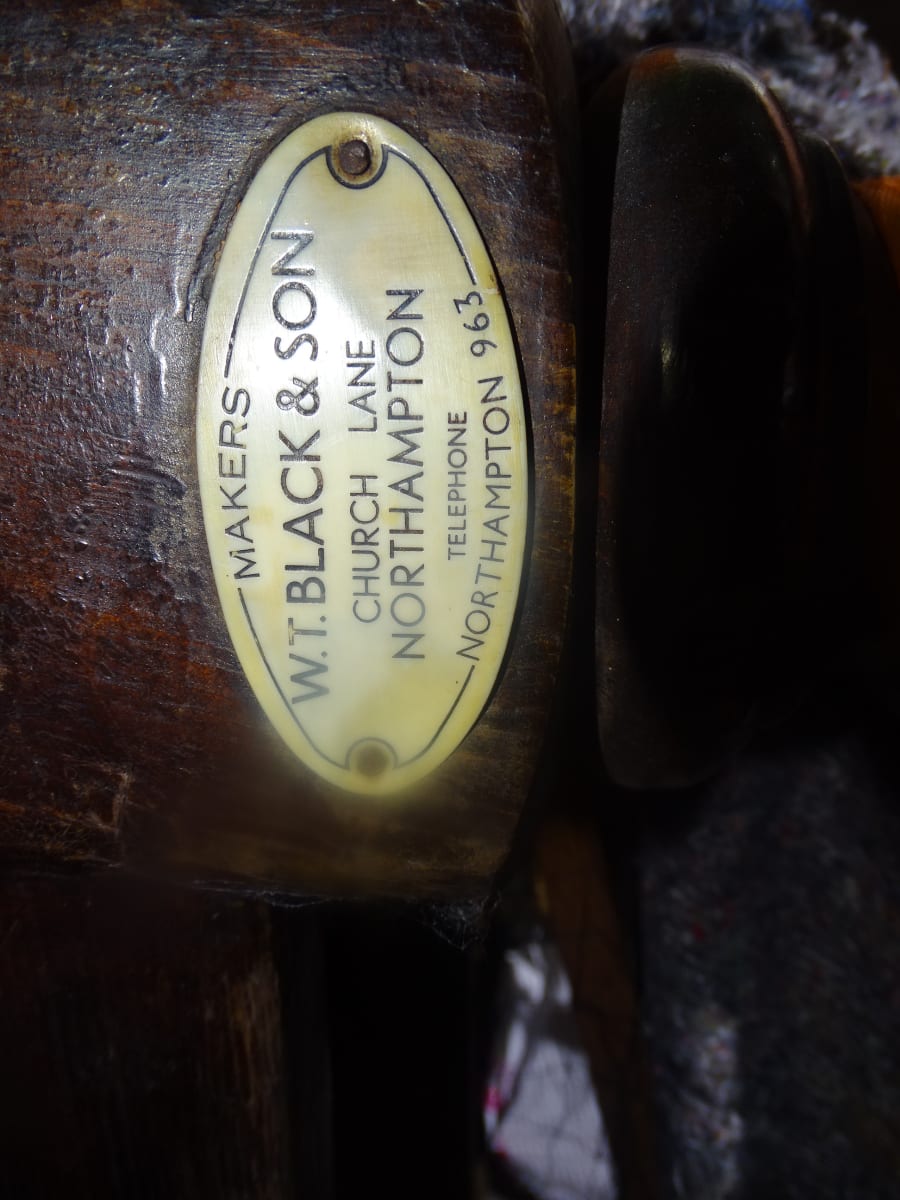 MAKERS
W.T. BLACK & SON
CHURCH LANE
NORTHAMPTON
TELEPHONE
NORTHAMPTON 963